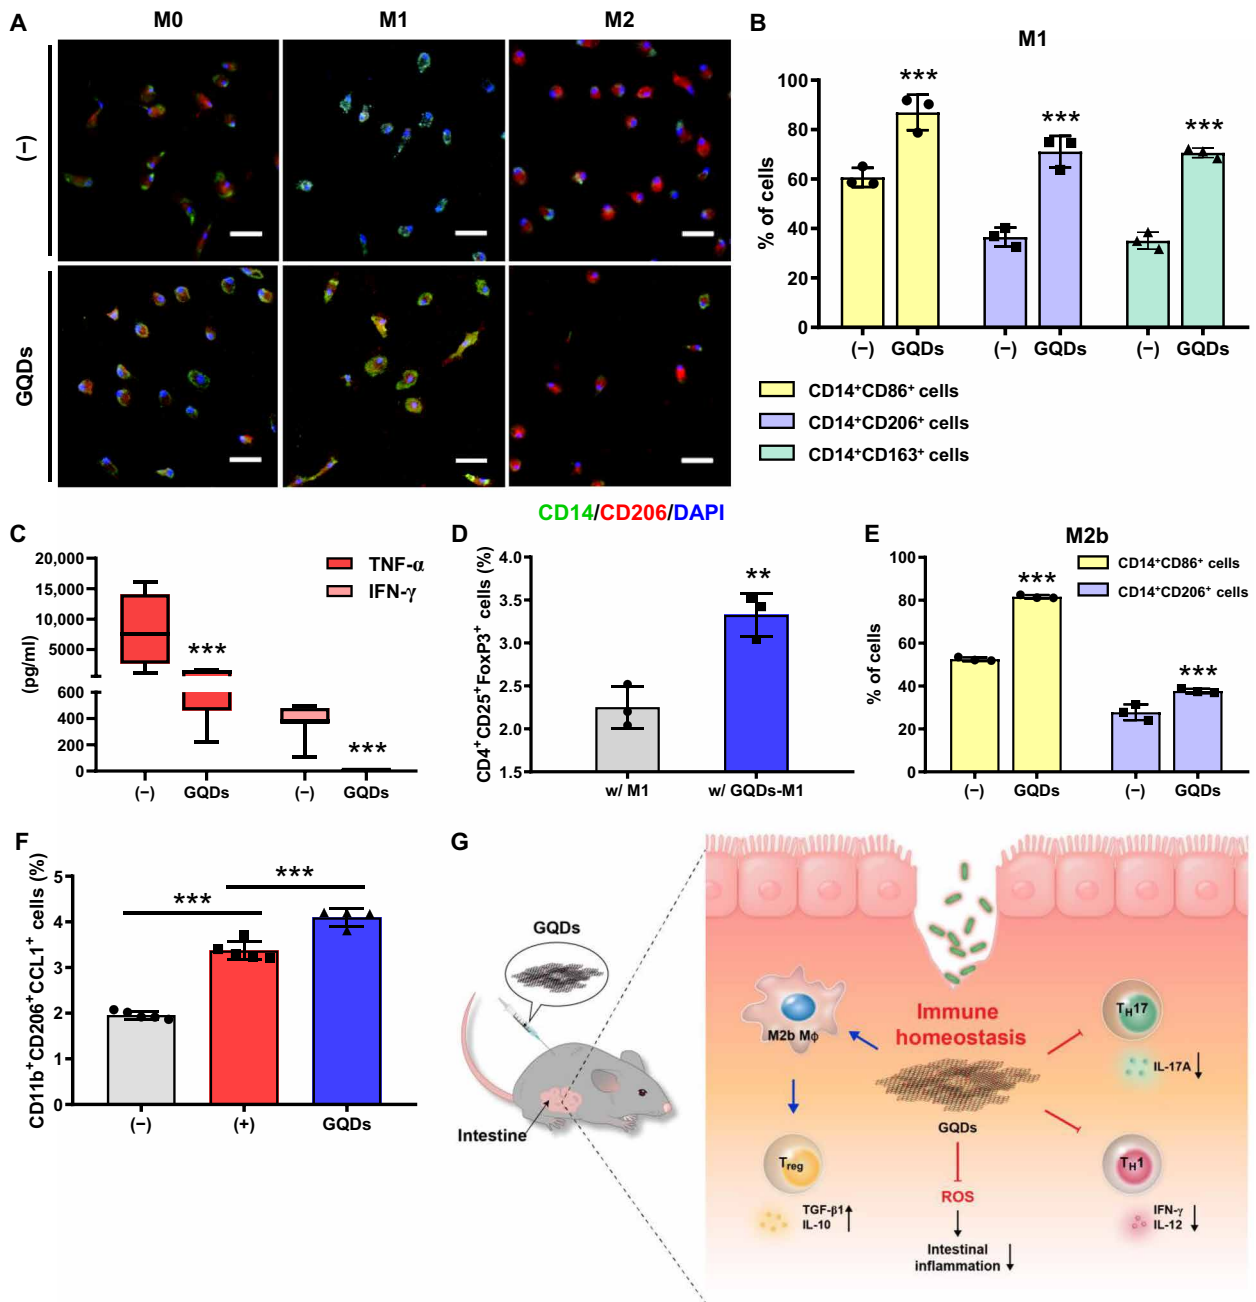 A
M0
M1
M2
(−)
GQDs
CD14/CD206/DAPI
B
M1
% of cells
100
80
60
40
20
0
(−) GQDs (−) GQDs (−) GQDs
*** *** ***
CD14⁺CD86⁺ cells
CD14⁺CD206⁺ cells
CD14⁺CD163⁺ cells
C
(pg/ml)
20,000
15,000
10,000
5000
600
400
200
0
TNF-α
IFN-γ
***
***
(−) GQDs (−) GQDs
D
CD4⁺CD25⁺FoxP3⁺ cells (%)
4.0
3.5
3.0
2.5
2.0
1.5
**
w/ M1 w/ GQDs-M1
E
M2b
% of cells
100
80
60
40
20
0
CD14⁺CD86⁺ cells
CD14⁺CD206⁺ cells
***
***
(−) GQDs (−) GQDs
F
CD11b⁺CD206⁺CCL1⁺ cells (%)
5
4
3
2
1
0
***
***
(−) (+) GQDs
G
GQDs
Intestine
Immune
homeostasis
M2b Mϕ
GQDs
Treg
TGF-β1
IL-10
ROS
Intestinal
inflammation
TH17
IL-17A
TH1
IFN-γ
IL-12